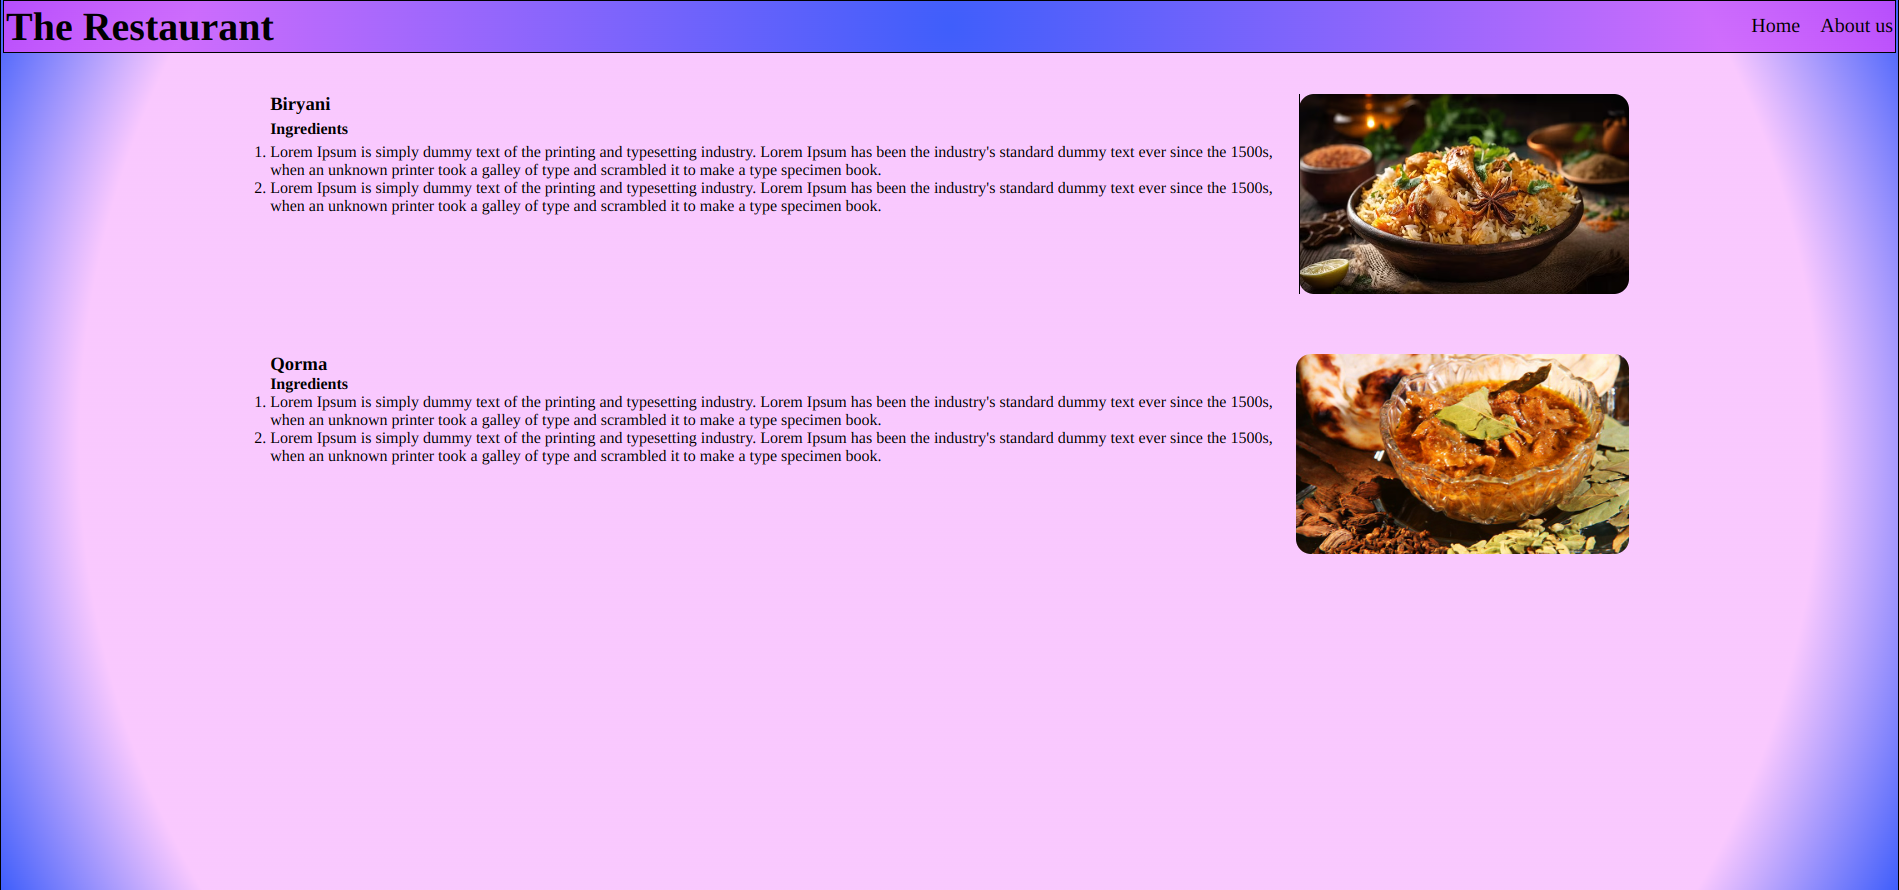 The Restaurant
Home About us
Biryani
Ingredients
1. Lorem Ipsum is simply dummy text of the printing and typesetting industry. Lorem Ipsum has been the industry's standard dummy text ever since the 1500s,
when an unknown printer took a galley of type and scrambled it to make a type specimen book.
2. Lorem Ipsum is simply dummy text of the printing and typesetting industry. Lorem Ipsum has been the industry's standard dummy text ever since the 1500s,
when an unknown printer took a galley of type and scrambled it to make a type specimen book.
Qorma
Ingredients
1. Lorem Ipsum is simply dummy text of the printing and typesetting industry. Lorem Ipsum has been the industry's standard dummy text ever since the 1500s,
when an unknown printer took a galley of type and scrambled it to make a type specimen book.
2. Lorem Ipsum is simply dummy text of the printing and typesetting industry. Lorem Ipsum has been the industry's standard dummy text ever since the 1500s,
when an unknown printer took a galley of type and scrambled it to make a type specimen book.